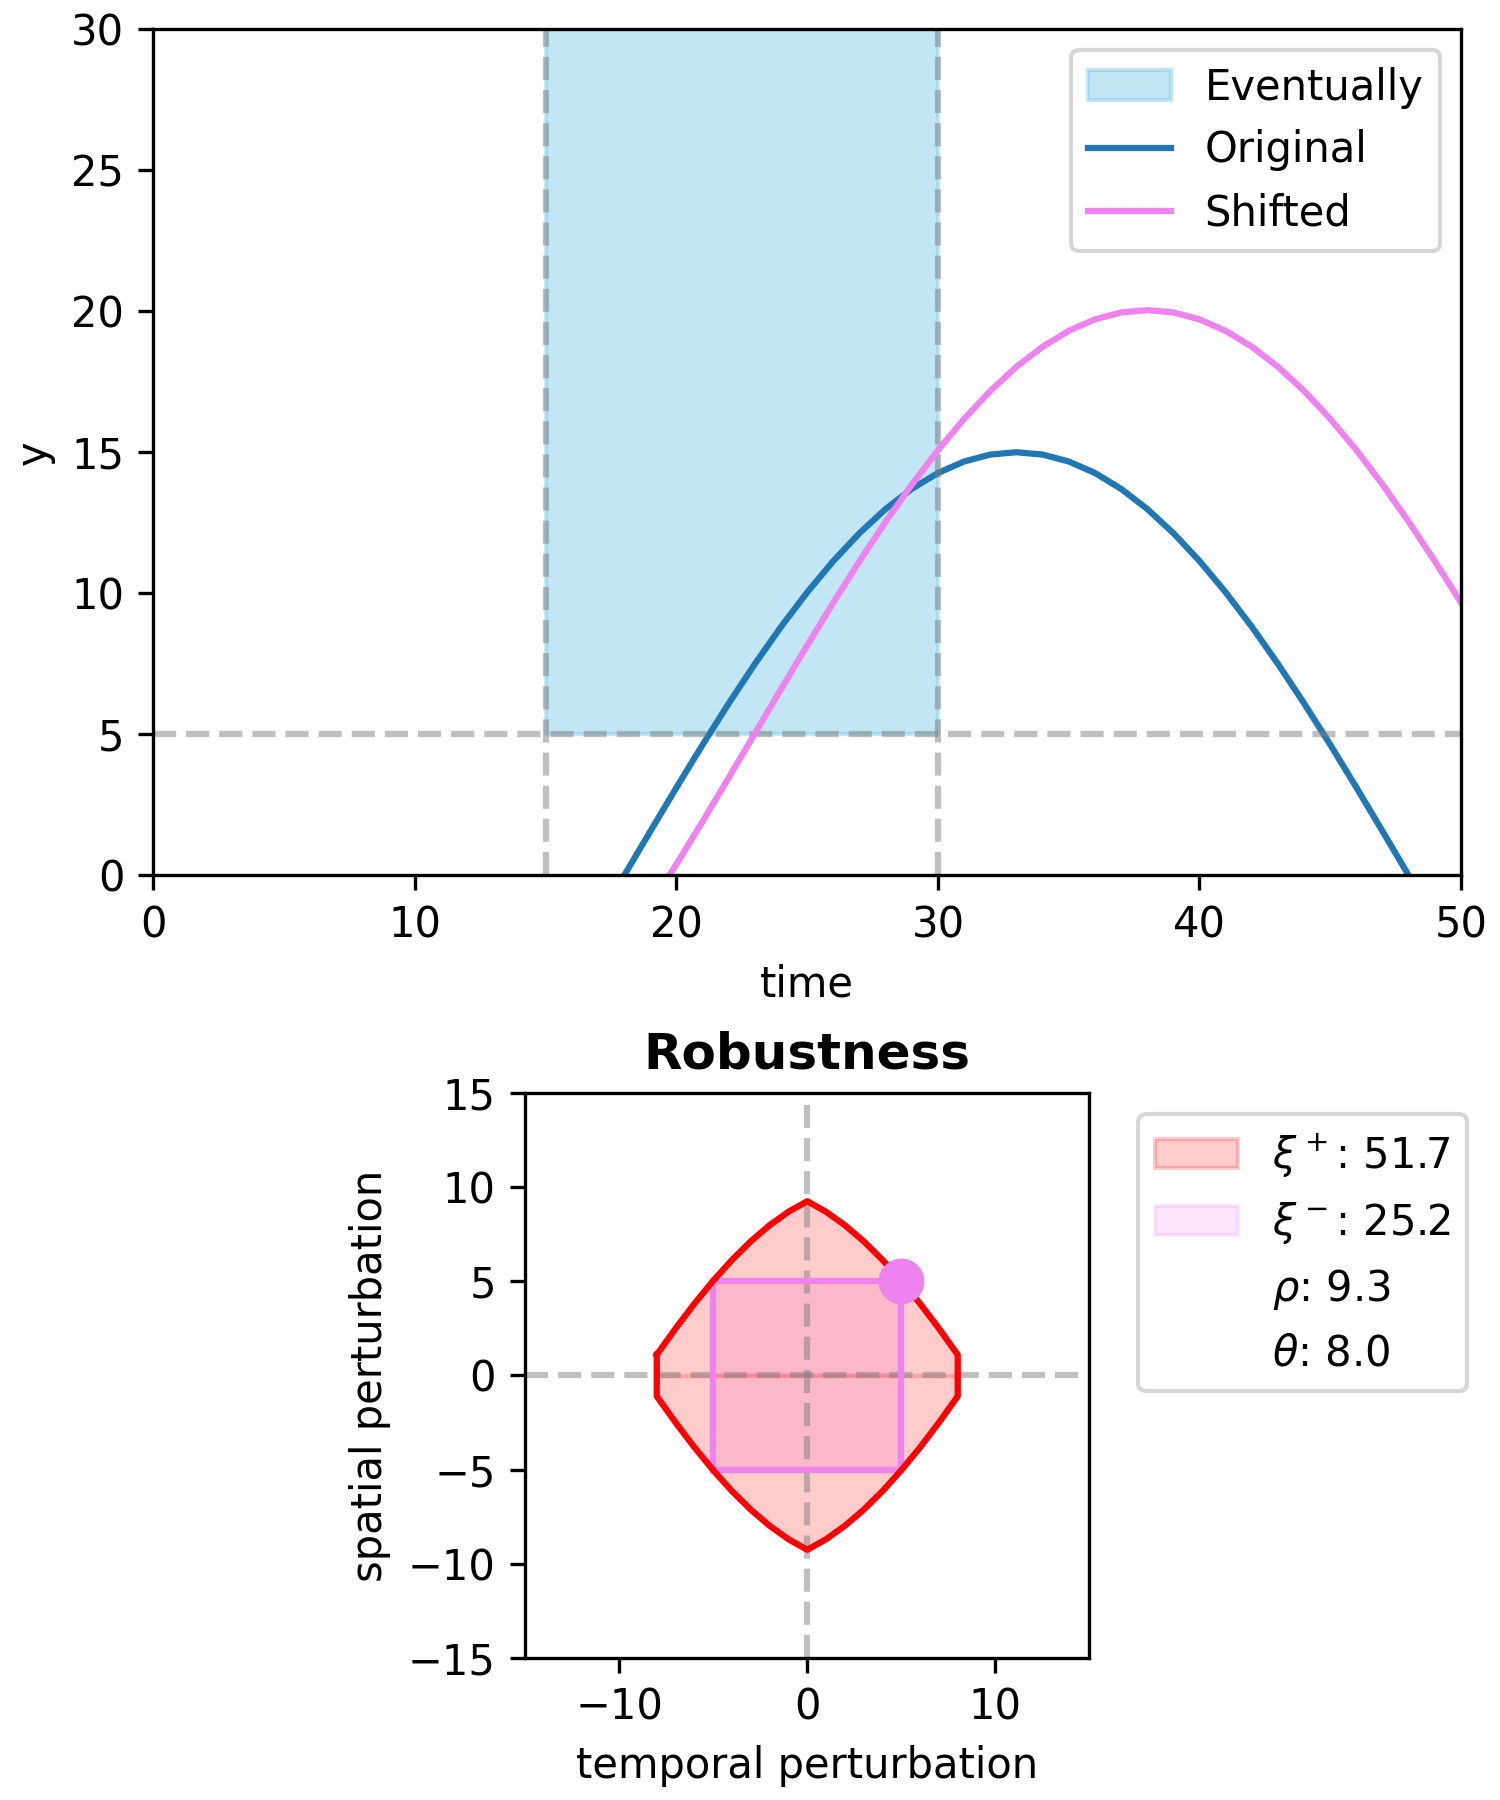 30
25
20
15
10
5
0
y
0 10 20 30 40 50
time
Eventually
Original
Shifted
Robustness
15
10
5
0
−5
−10
−15
spatial perturbation
−10 0 10
temporal perturbation
ξ⁺: 51.7
ξ⁻: 25.2
ρ: 9.3
θ: 8.0